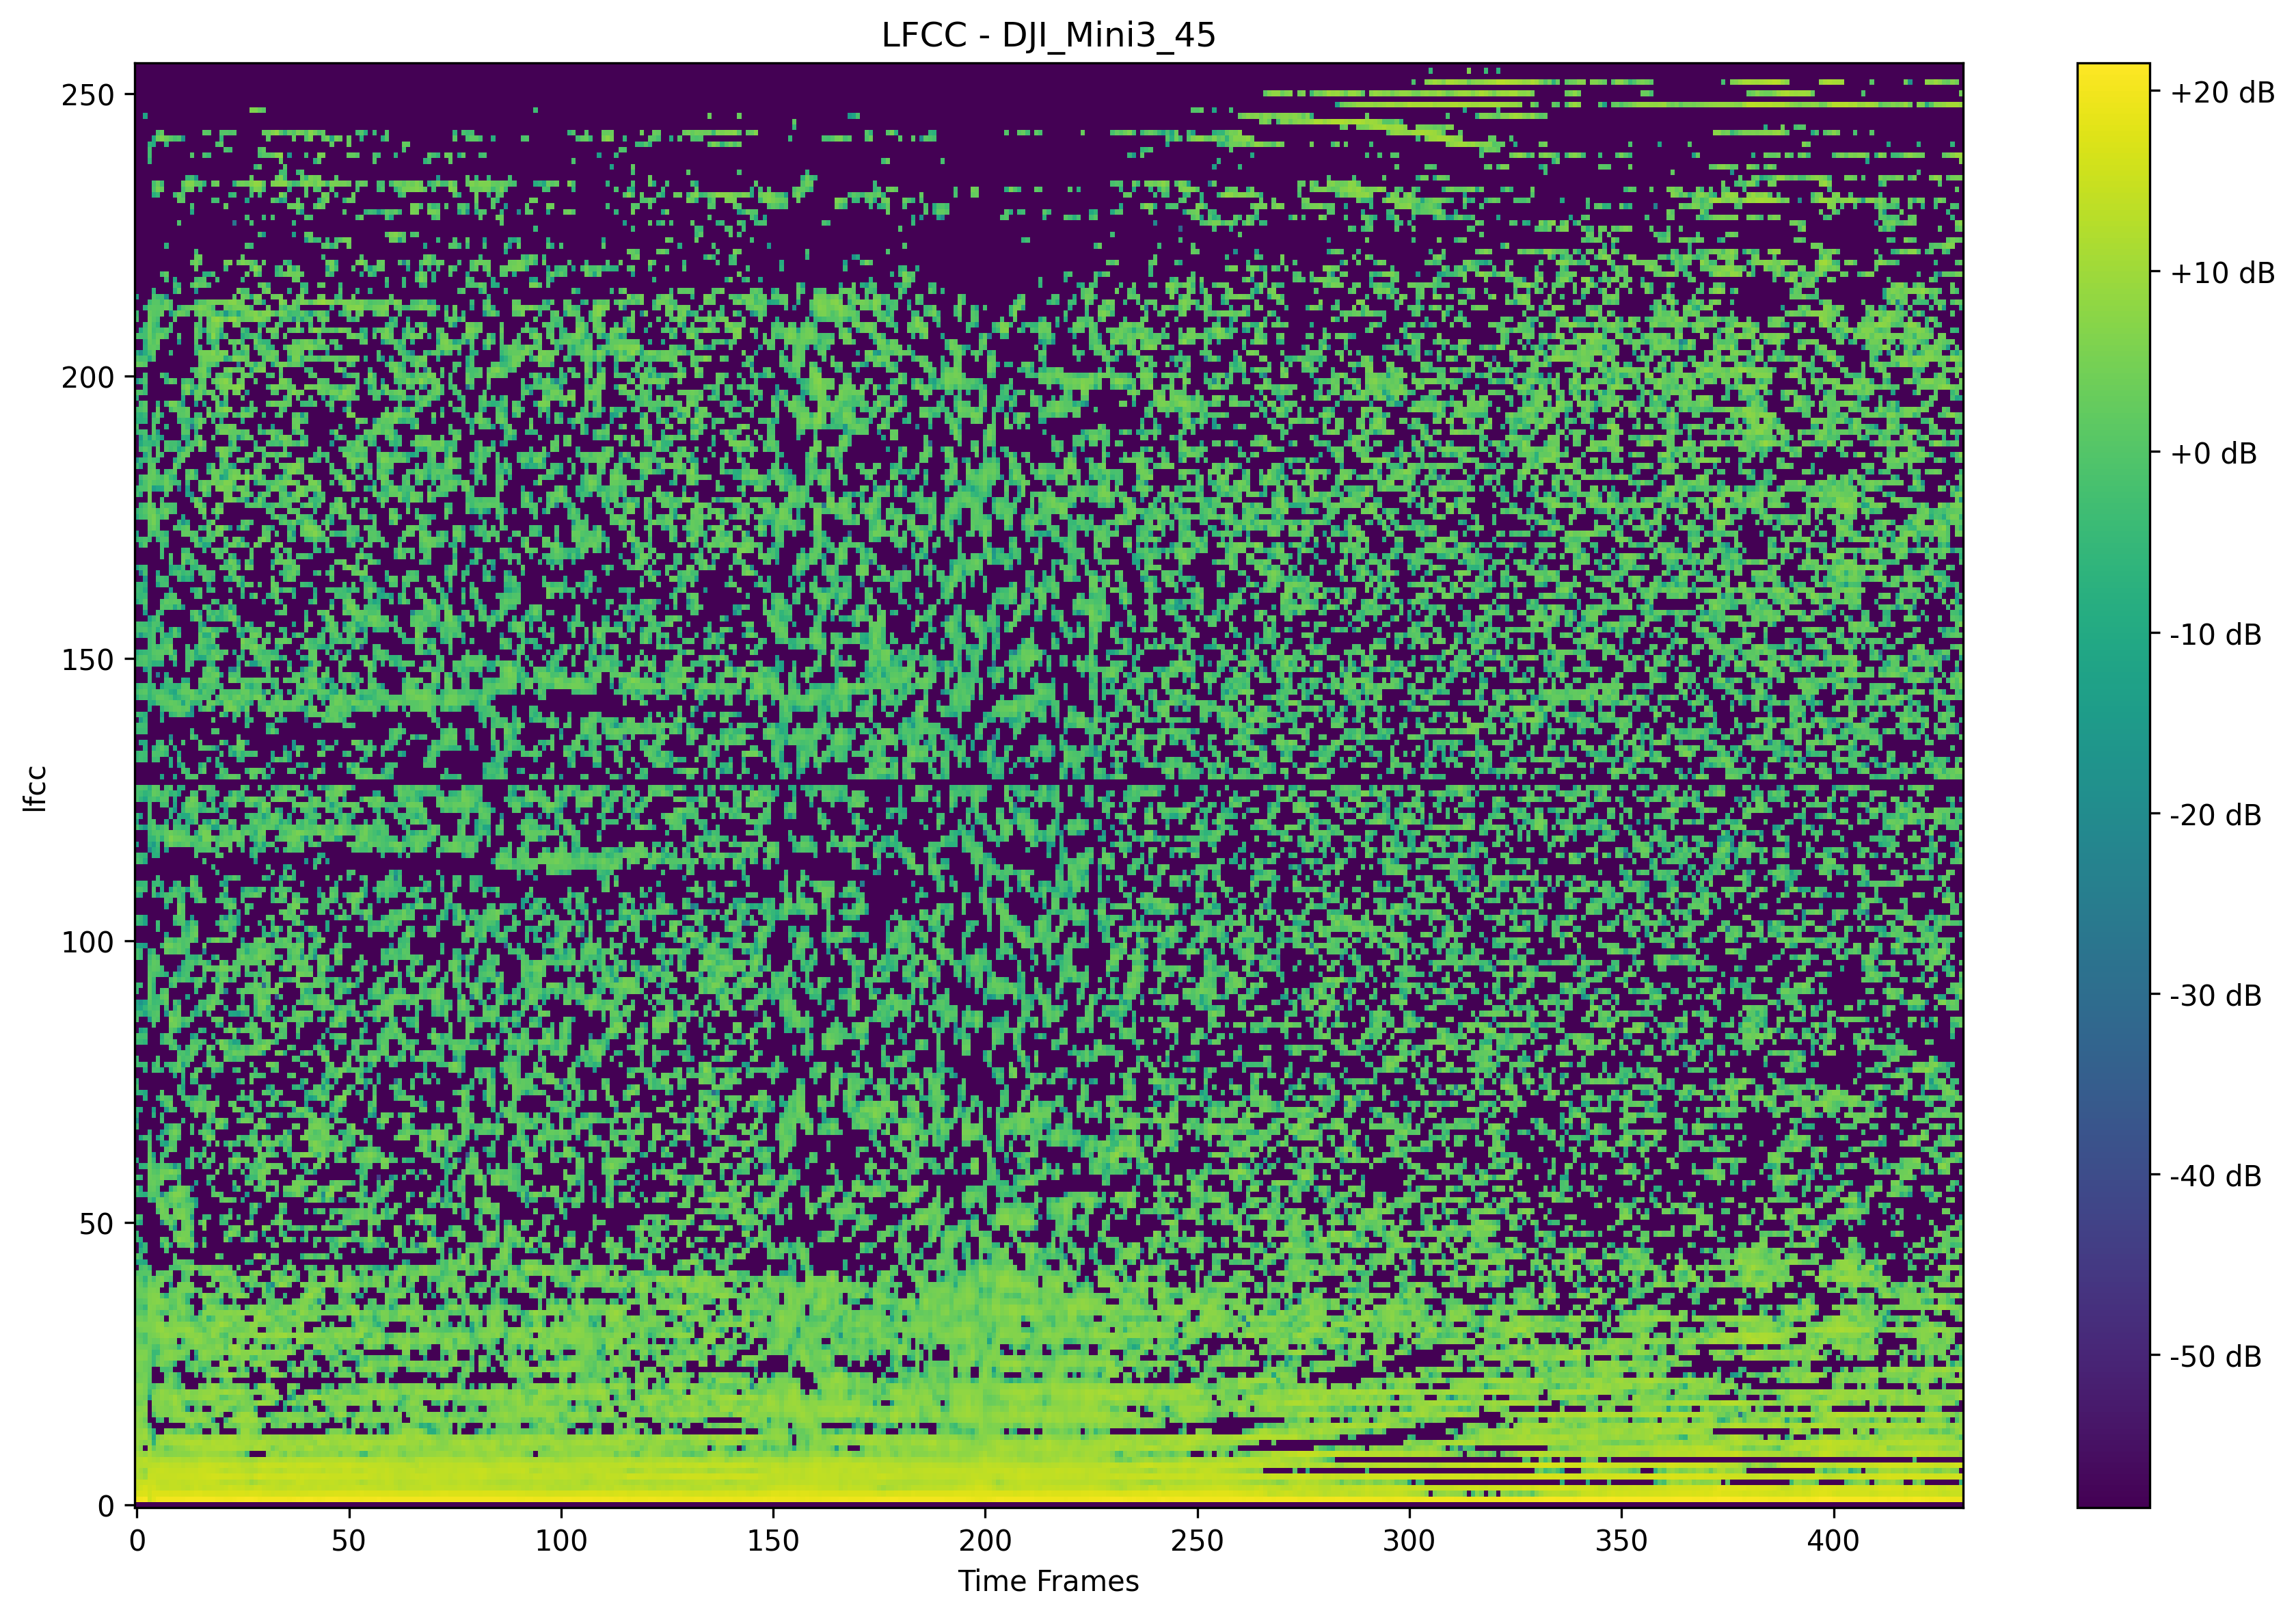 LFCC - DJI_Mini3_45
lfcc
250
200
150
100
50
0
0 50 100 150 200 250 300 350 400
Time Frames
+20 dB
+10 dB
+0 dB
-10 dB
-20 dB
-30 dB
-40 dB
-50 dB